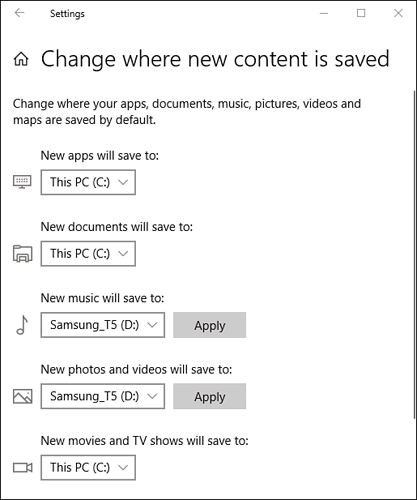 Settings
Change where new content is saved
Change where your apps, documents, music, pictures, videos and
maps are saved by default.
New apps will save to:
This PC (C:)
New documents will save to:
This PC (C:)
New music will save to:
Samsung_T5 (D:) Apply
New photos and videos will save to:
Samsung_T5 (D:) Apply
New movies and TV shows will save to:
This PC (C:)